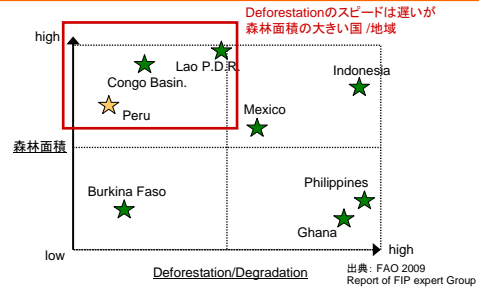 Deforestationのスピードは遅いが
森林面積の大きい国 /地域
high
Lao P.D.R.
Indonesia
Congo Basin.
Peru
Mexico
森林面積
Burkina Faso
Philippines
Ghana
low
high
Deforestation/Degradation
出典: FAO 2009
Report of FIP expert Group